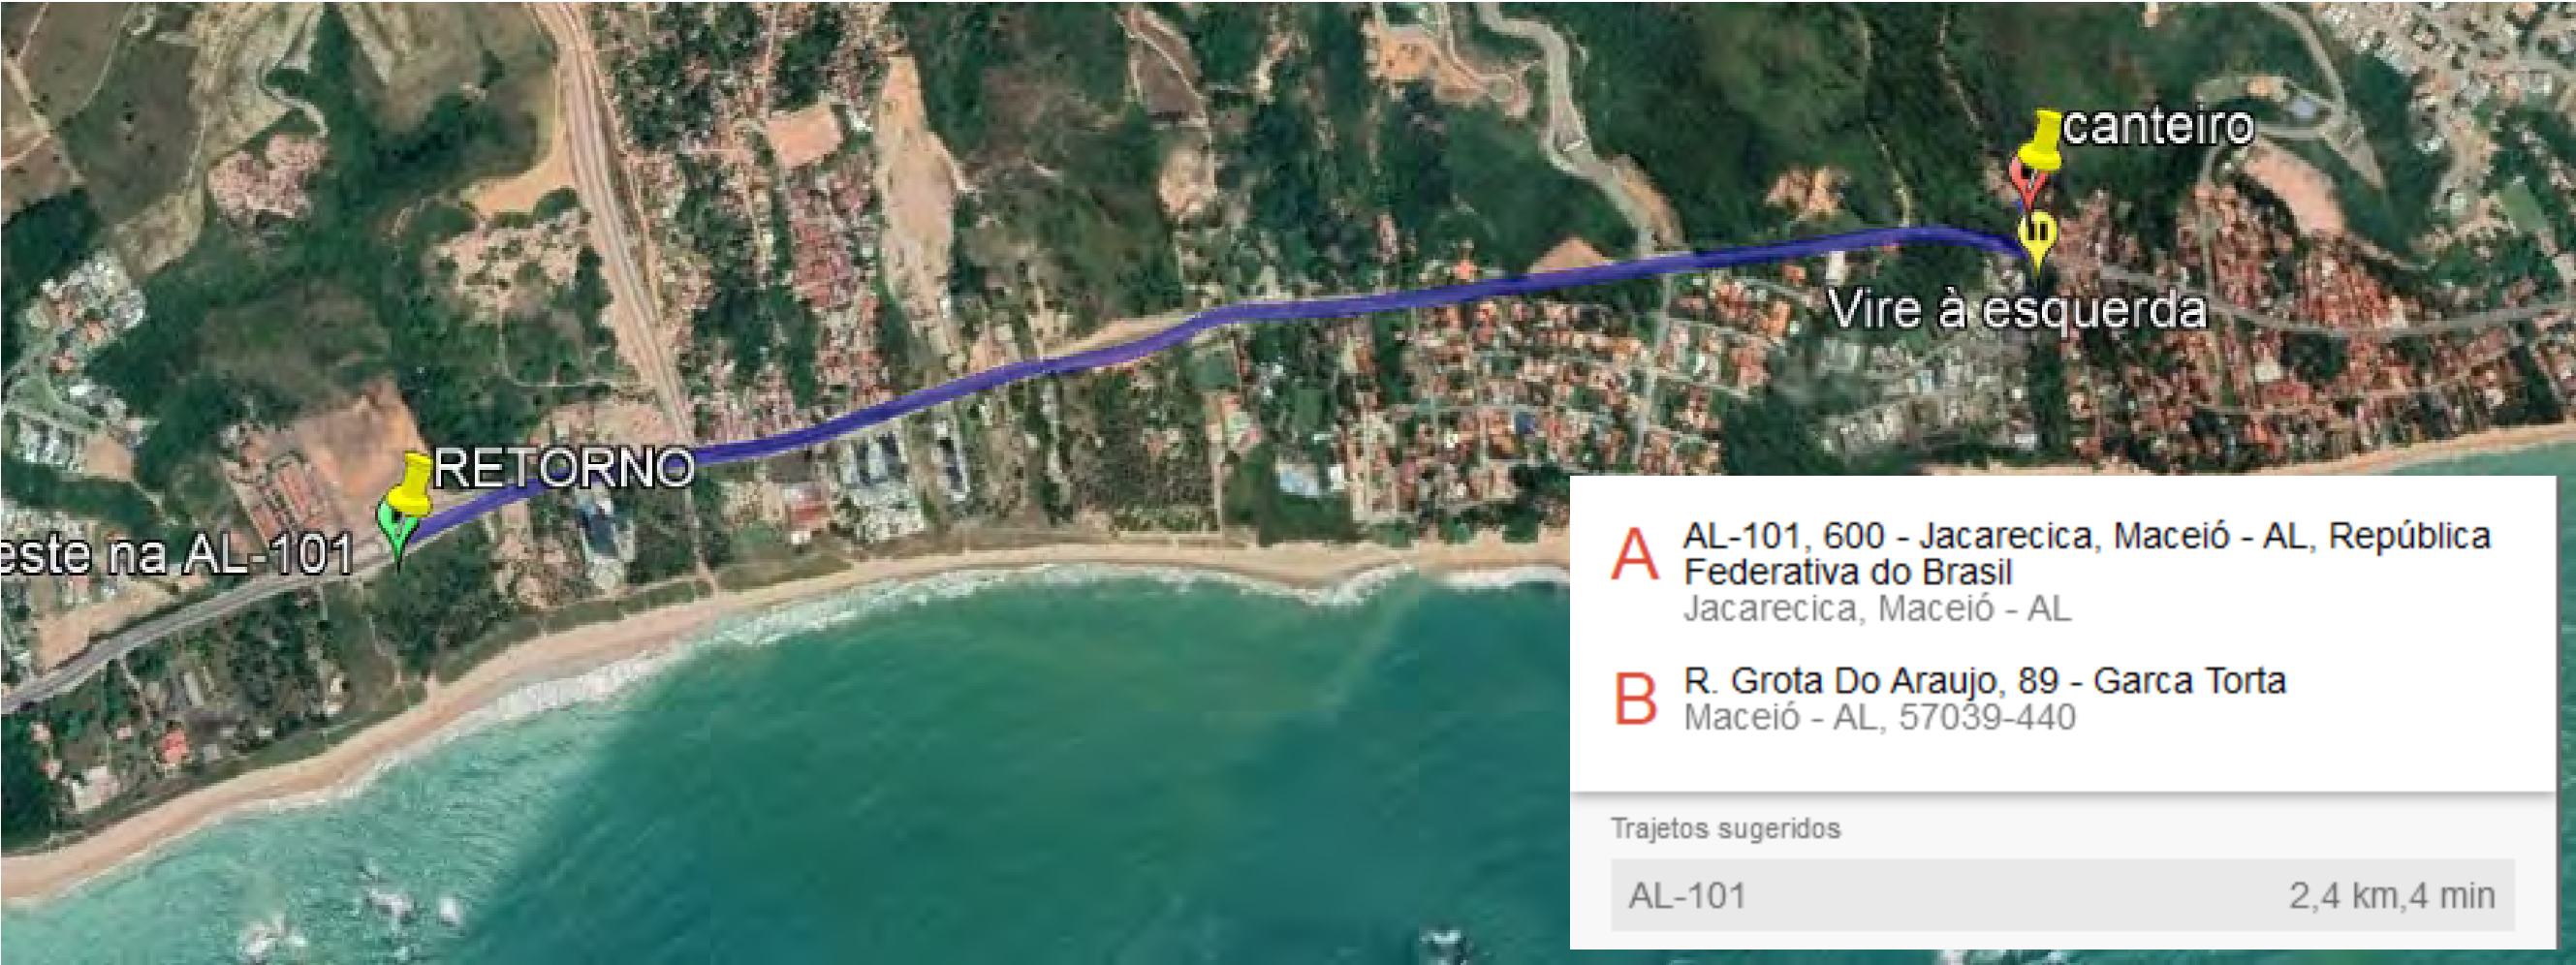 canteiro
Vire à esquerda
RETORNO
este na AL-101
A
AL-101, 600 - Jacarecica, Maceió - AL, República
Federativa do Brasil
Jacarecica, Maceió - AL
B
R. Grota Do Araujo, 89 - Garca Torta
Maceió - AL, 57039-440
Trajetos sugeridos
AL-101 2,4 km,4 min